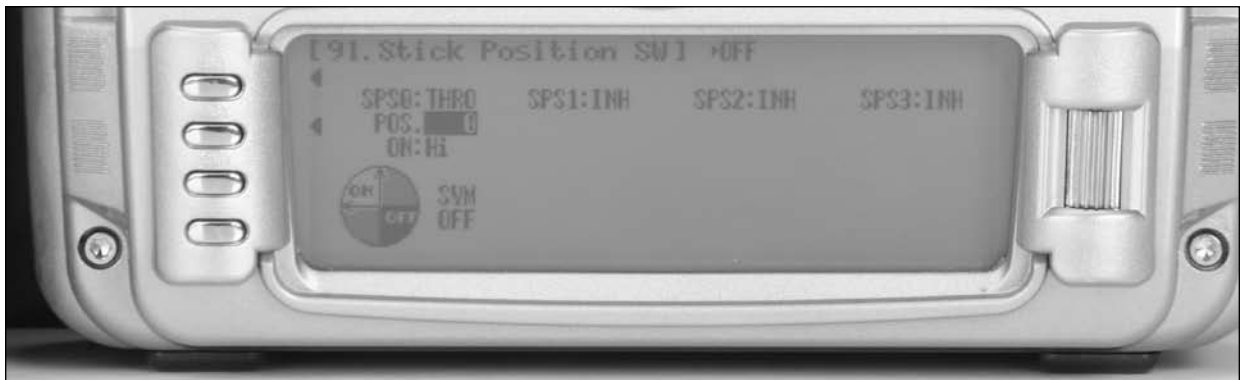 [91.Stick Position SW] ▸OFF
SPS0:THRO SPS1:INH SPS2:INH SPS3:INH
POS. 0
ON:Hi
ON SYM
OFF OFF